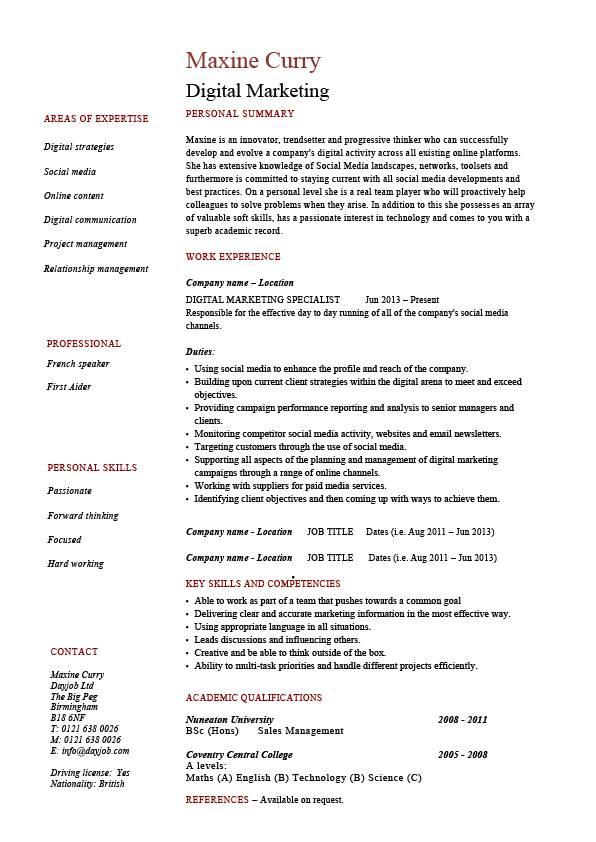 Maxine Curry
Digital Marketing
AREAS OF EXPERTISE
Digital strategies
Social media
Online content
Digital communication
Project management
Relationship management
PROFESSIONAL
French speaker
First Aider
PERSONAL SKILLS
Passionate
Forward thinking
Focused
Hard working
CONTACT
Maxine Curry
Dayjob Ltd
The Big Peg
Birmingham
B18 6NF
T: 0121 638 0026
M: 0121 638 0026
E: info@dayjob.com
Driving license: Yes
Nationality: British
PERSONAL SUMMARY
Maxine is an innovator, trendsetter and progressive thinker who can successfully
develop and evolve a company's digital activity across all existing online platforms.
She has extensive knowledge of Social Media landscapes, networks, toolsets and
furthermore is committed to staying current with all social media developments and
best practices. On a personal level she is a real team player who will proactively help
colleagues to solve problems when they arise. In addition to this she possesses an array
of valuable soft skills, has a passionate interest in technology and comes to you with a
superb academic record.
WORK EXPERIENCE
Company name – Location
DIGITAL MARKETING SPECIALIST Jun 2013 – Present
Responsible for the effective day to day running of all of the company's social media
channels.
Duties:
• Using social media to enhance the profile and reach of the company.
• Building upon current client strategies within the digital arena to meet and exceed
objectives.
• Providing campaign performance reporting and analysis to senior managers and
clients.
• Monitoring competitor social media activity, websites and email newsletters.
• Targeting customers through the use of social media.
• Supporting all aspects of the planning and management of digital marketing
campaigns through a range of online channels.
• Working with suppliers for paid media services.
• Identifying client objectives and then coming up with ways to achieve them.
Company name - Location JOB TITLE Dates (i.e. Aug 2011 – Jun 2013)
Company name - Location JOB TITLE Dates (i.e. Aug 2011 – Jun 2013)
KEY SKILLS AND COMPETENCIES
• Able to work as part of a team that pushes towards a common goal
• Delivering clear and accurate marketing information in the most effective way.
• Using appropriate language in all situations.
• Leads discussions and influencing others.
• Creative and be able to think outside of the box.
• Ability to multi-task priorities and handle different projects efficiently.
ACADEMIC QUALIFICATIONS
Nuneaton University 2008 - 2011
BSc (Hons) Sales Management
Coventry Central College 2005 - 2008
A levels:
Maths (A) English (B) Technology (B) Science (C)
REFERENCES – Available on request.